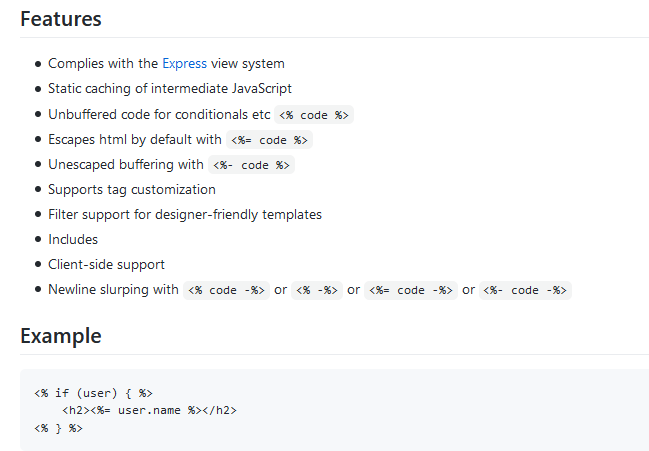 Features
Complies with the Express view system
Static caching of intermediate JavaScript
Unbuffered code for conditionals etc <% code %>
Escapes html by default with <%= code %>
Unescaped buffering with <%- code %>
Supports tag customization
Filter support for designer-friendly templates
Includes
Client-side support
Newline slurping with <% code -%> or <% -%> or <%= code -%> or <%- code -%>
Example
<% if (user) { %>
    <h2><%= user.name %></h2>
<% } %>